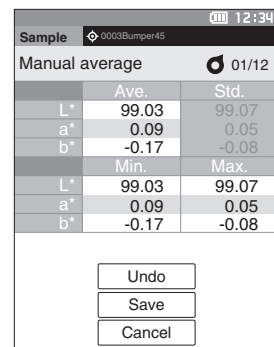 12:34
Sample 0003Bumper45
Manual average 01/12
Ave. Std.
L* 99.03 99.07
a* 0.09 0.05
b* -0.17 -0.08
Min. Max.
L* 99.03 99.07
a* 0.09 0.05
b* -0.17 -0.08
Undo
Save
Cancel